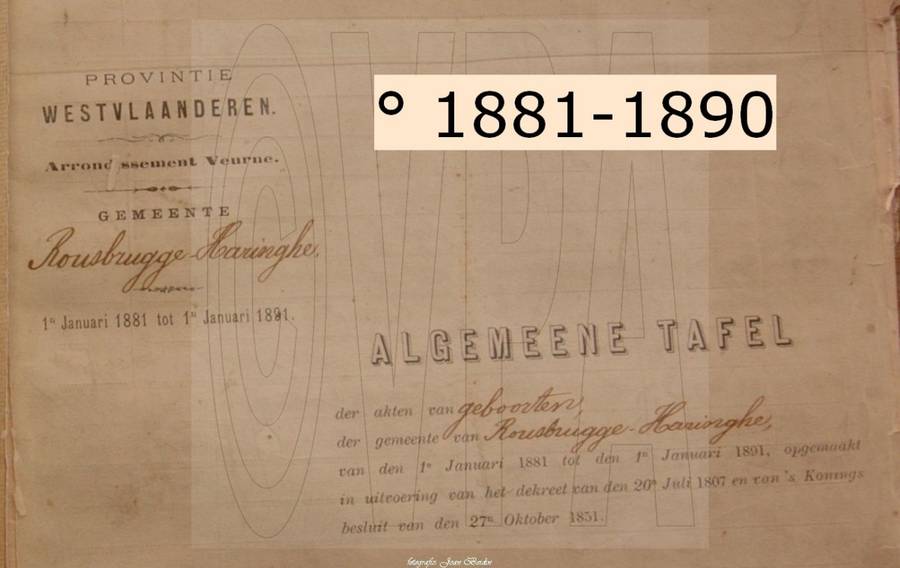 PROVINTIE
WESTVLAANDEREN.
Arrond ssement Veurne.
GEMEENTE
Rousbrugge-Haringhe,
1n Januari 1881 tot 1n Januari 1891.
° 1881-1890
ALGEMEENE TAFEL
der akten van geboorten,
der gemeente van Rousbrugge-Haringhe,
van den 1n Januari 1881 tot den 1n Januari 1891, opgemaakt
in uitvoering van het dekreet van den 20n Juli 1807 en van 's Konings
besluit van den 27n Oktober 1851.
©VPA
fotografie: Joan